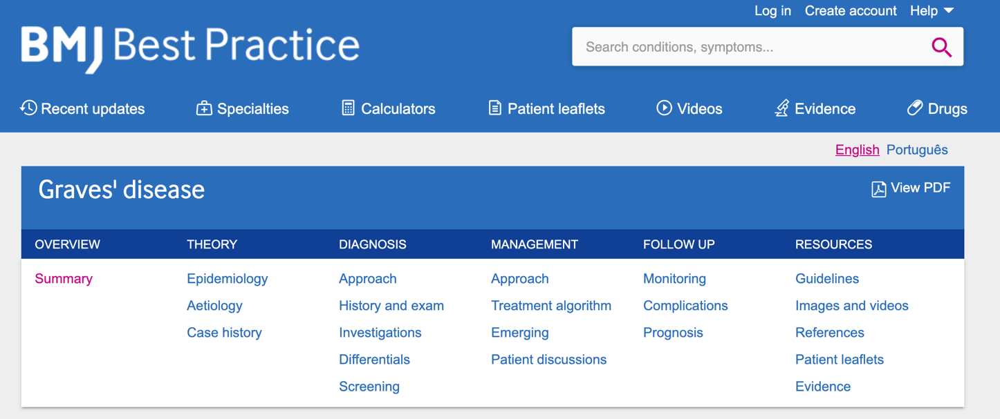 Log in Create account Help
BMJ Best Practice
Search conditions, symptoms...
Recent updates Specialties Calculators Patient leaflets Videos Evidence Drugs
English Português
Graves' disease
View PDF
OVERVIEW THEORY DIAGNOSIS MANAGEMENT FOLLOW UP RESOURCES
Summary Epidemiology Approach Approach Monitoring Guidelines
Aetiology History and exam Treatment algorithm Complications Images and videos
Case history Investigations Emerging Prognosis References
Differentials Patient discussions Patient leaflets
Screening Evidence